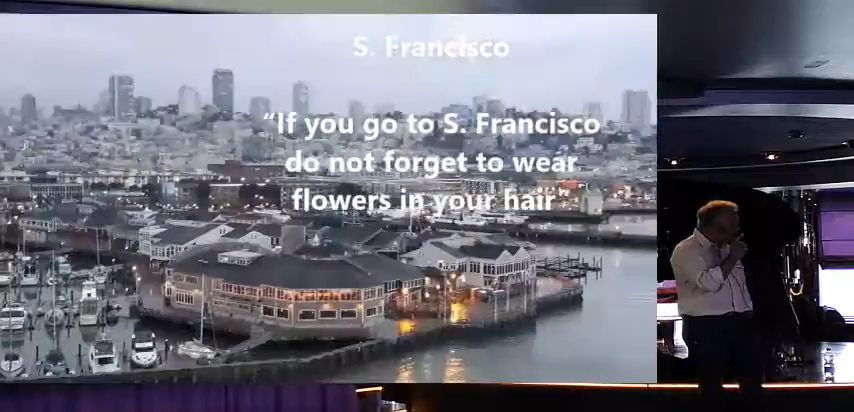 S. Francisco
“If you go to S. Francisco
do not forget to wear
flowers in your hair”